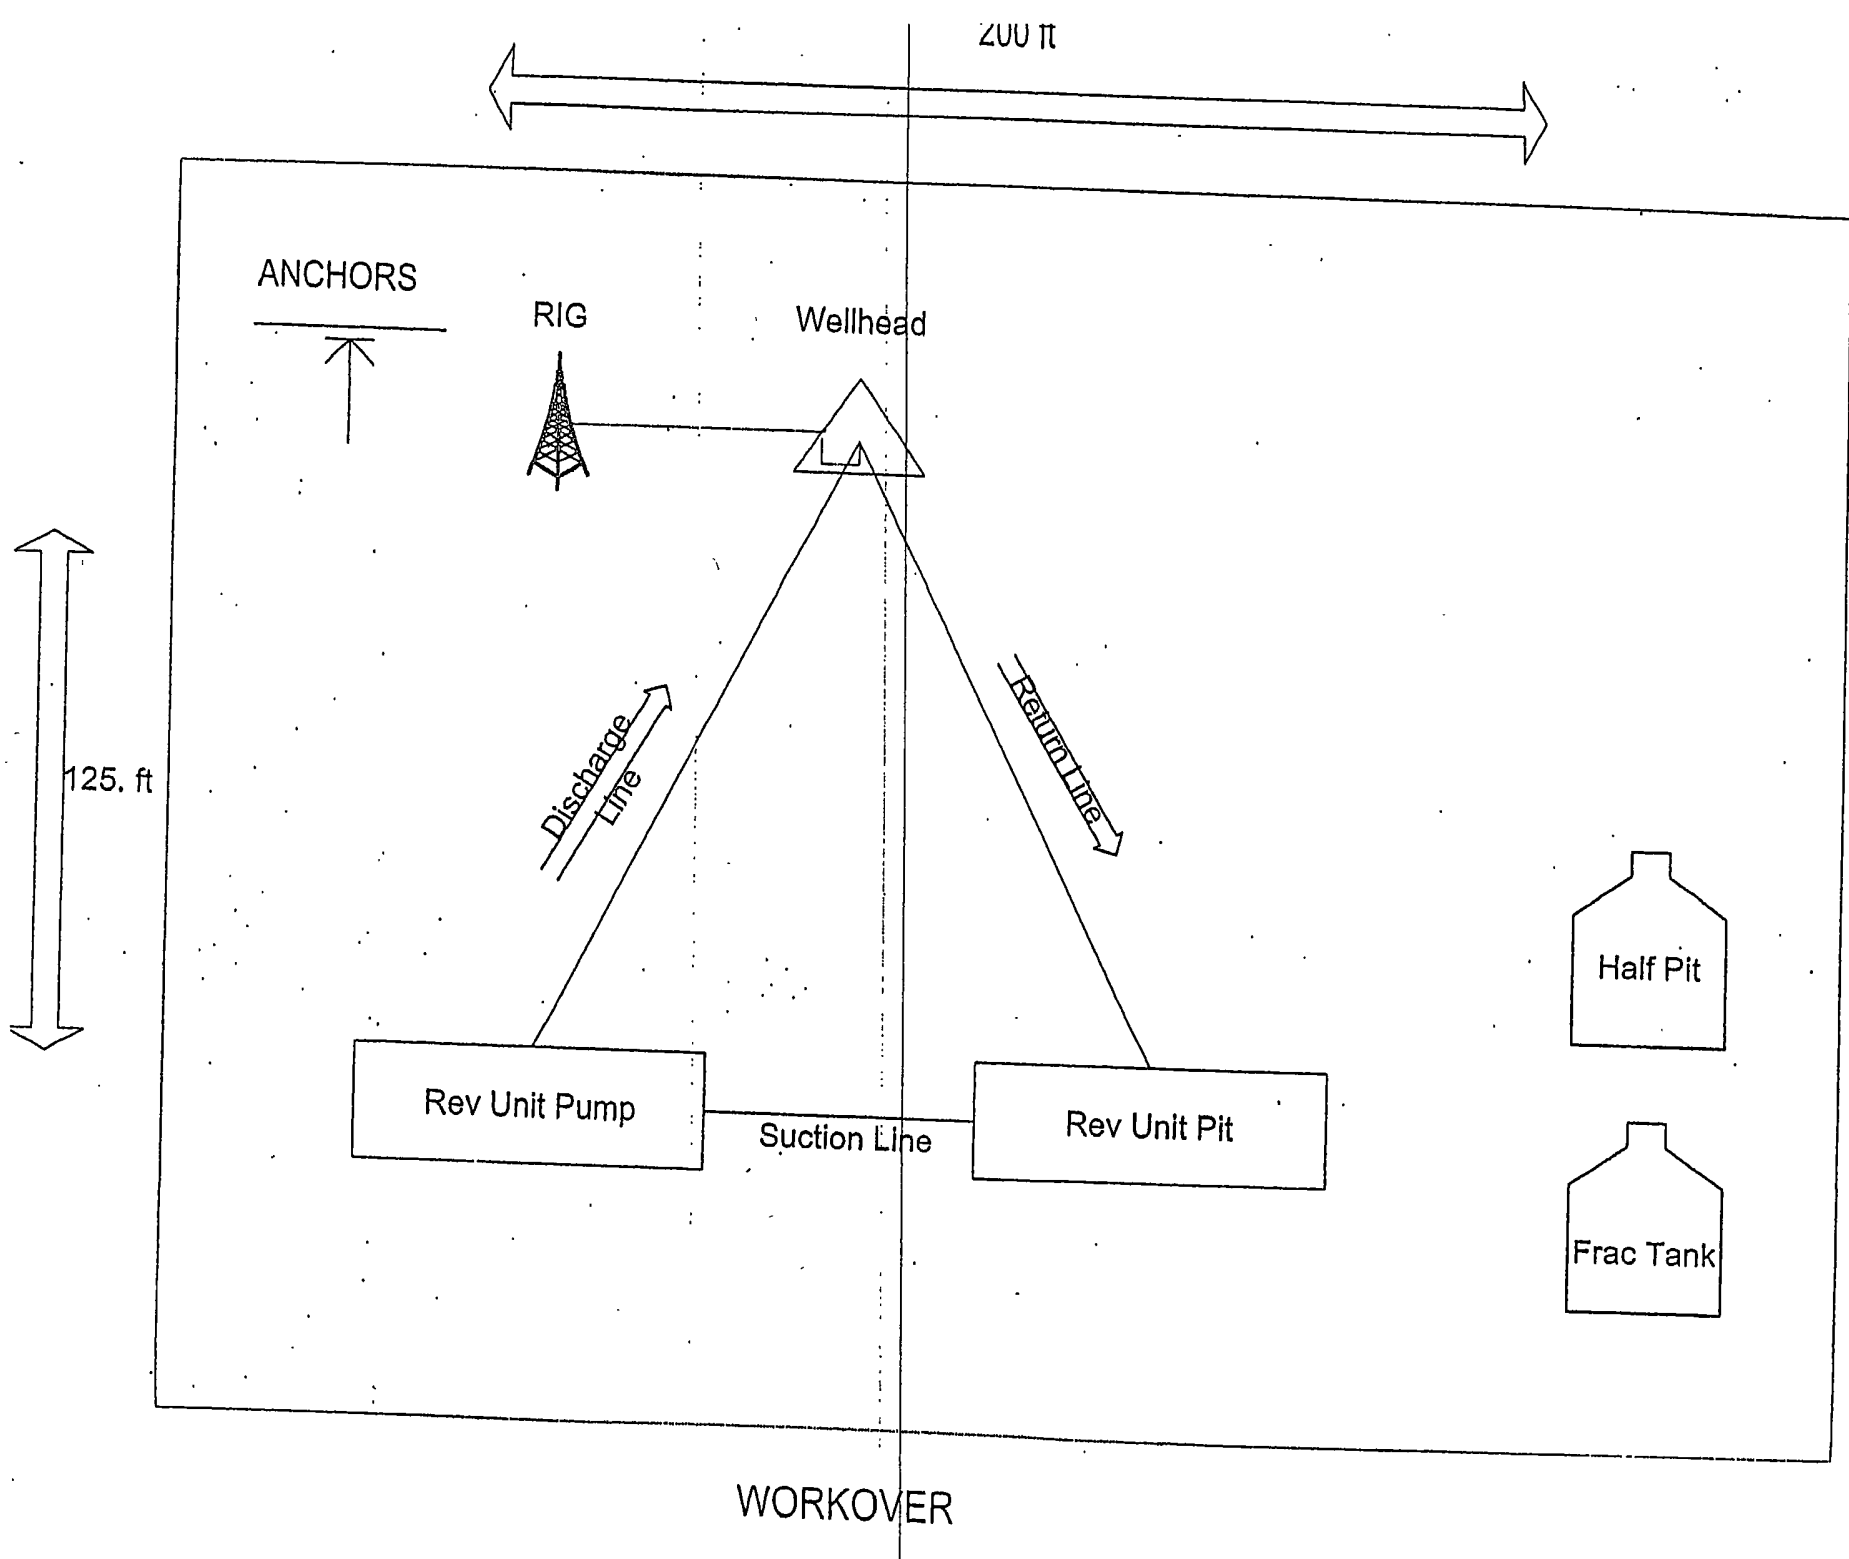 200 ft
ANCHORS
RIG
Wellhead
125. ft
Discharge
Line
Return Line
Half Pit
Rev Unit Pump
Suction Line
Rev Unit Pit
Frac Tank
WORKOVER